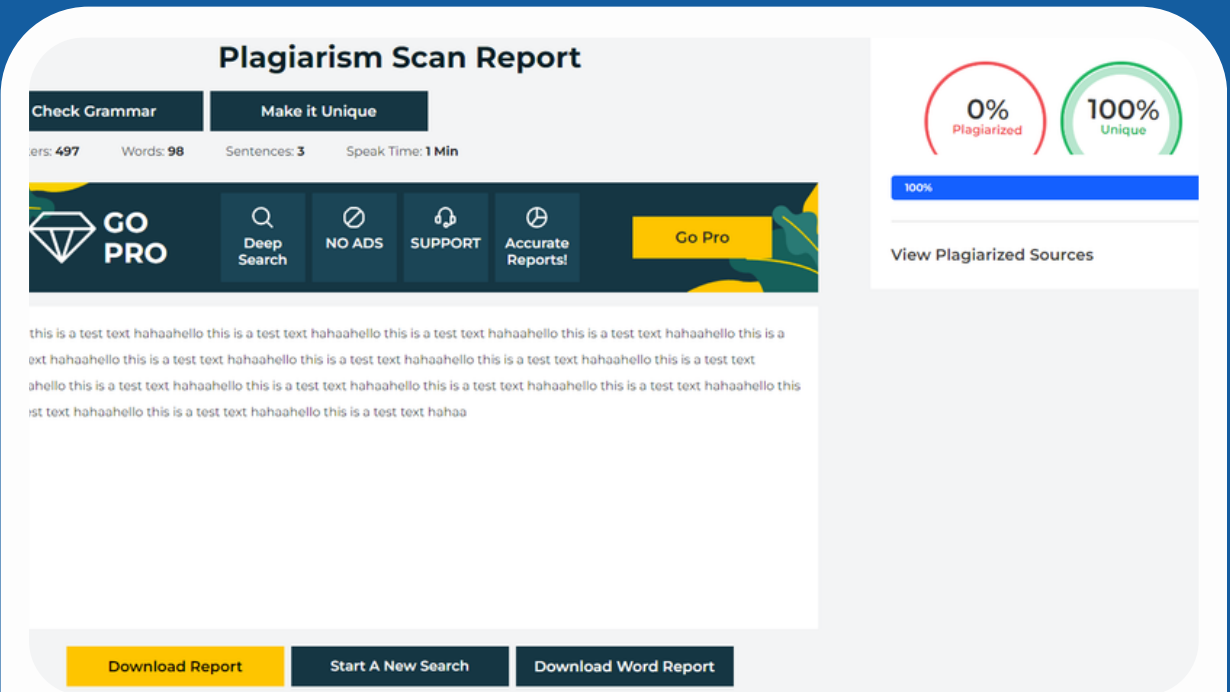 Plagiarism Scan Report
Check Grammar
Make it Unique
ers: 497 Words: 98 Sentences: 3 Speak Time: 1 Min
GO
PRO
Deep
Search
NO ADS
SUPPORT
Accurate
Reports!
Go Pro
this is a test text hahaahello this is a test text hahaahello this is a test text hahaahello this is a test text hahaahello this is a
ext hahaahello this is a test text hahaahello this is a test text hahaahello this is a test text hahaahello this is a test text
ahello this is a test text hahaahello this is a test text hahaahello this is a test text hahaahello this is a test text hahaahello this
est text hahaahello this is a test text hahaahello this is a test text hahaa
Download Report
Start A New Search
Download Word Report
0%
Plagiarized
100%
Unique
100%
View Plagiarized Sources